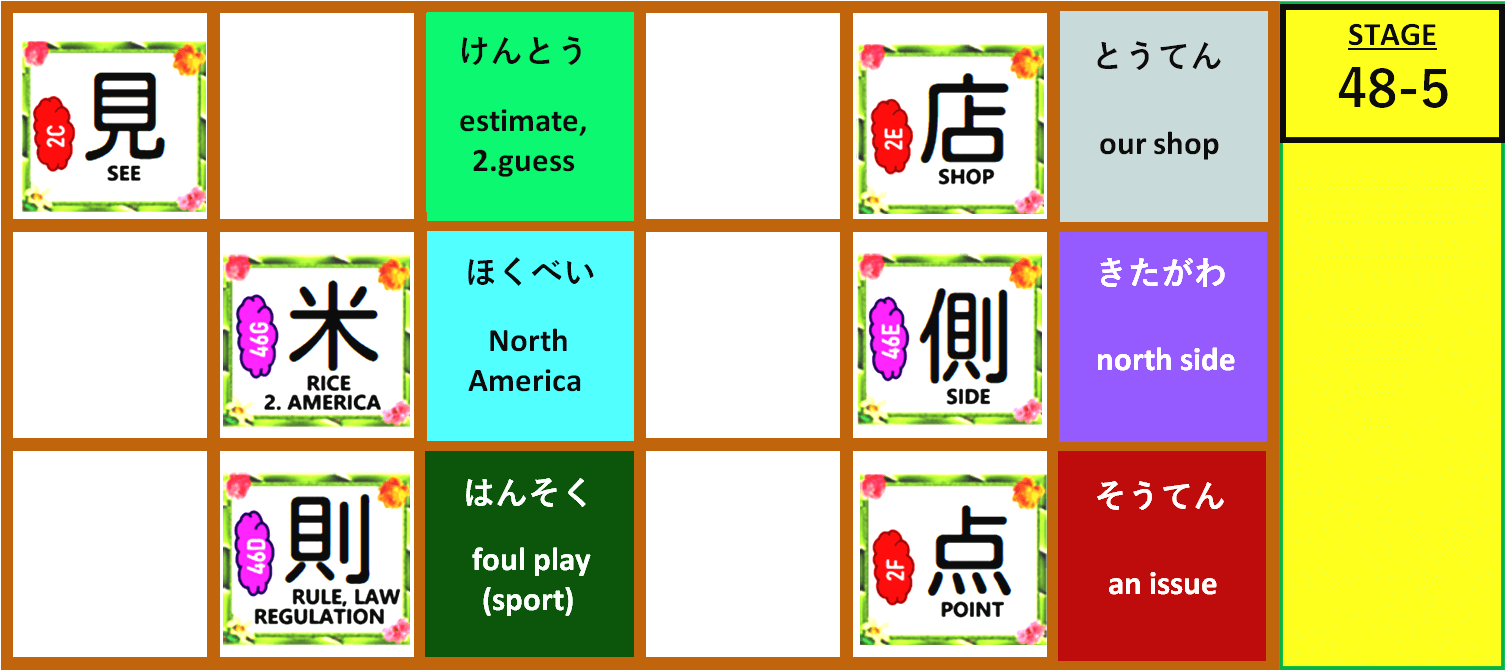 2C
見
SEE
けんとう
estimate,
2.guess
2E
店
SHOP
とうてん
our shop
STAGE
48-5
46G
米
RICE
2. AMERICA
ほくべい
North
America
46E
側
SIDE
きたがわ
north side
46D
則
RULE, LAW
REGULATION
はんそく
foul play
(sport)
2F
点
POINT
そうてん
an issue